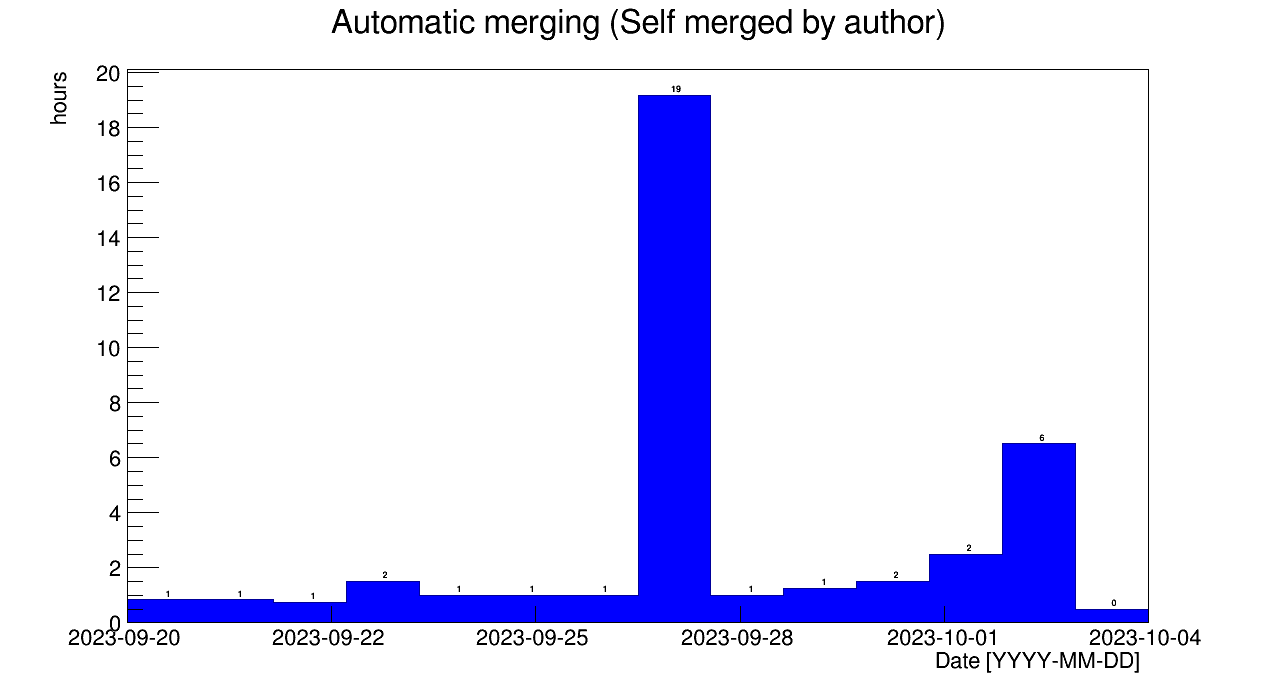 Automatic merging (Self merged by author)
hours
20
18
16
14
12
10
8
6
4
2
0
1 1 1 2 1 1 1 19 1 1 2 2 6 0
2023-09-20 2023-09-22 2023-09-25 2023-09-28 2023-10-01 2023-10-04
Date [YYYY-MM-DD]